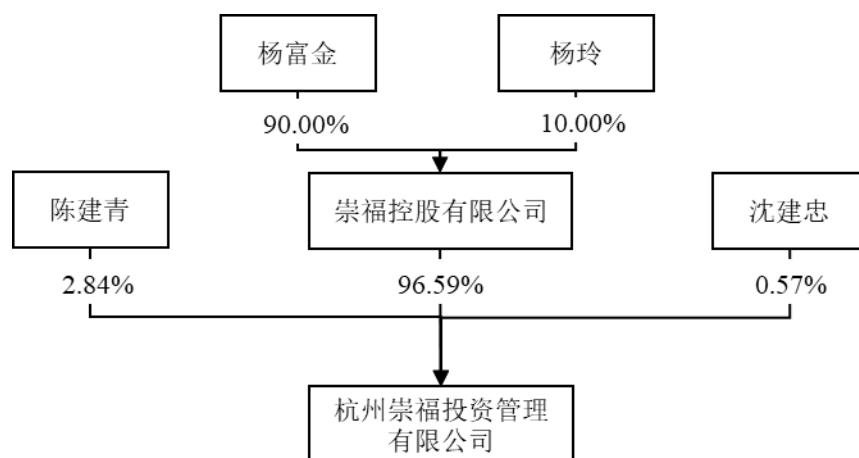 杨富金
杨玲
90.00%
10.00%
陈建青
崇福控股有限公司
沈建忠
2.84%
96.59%
0.57%
杭州崇福投资管理
有限公司